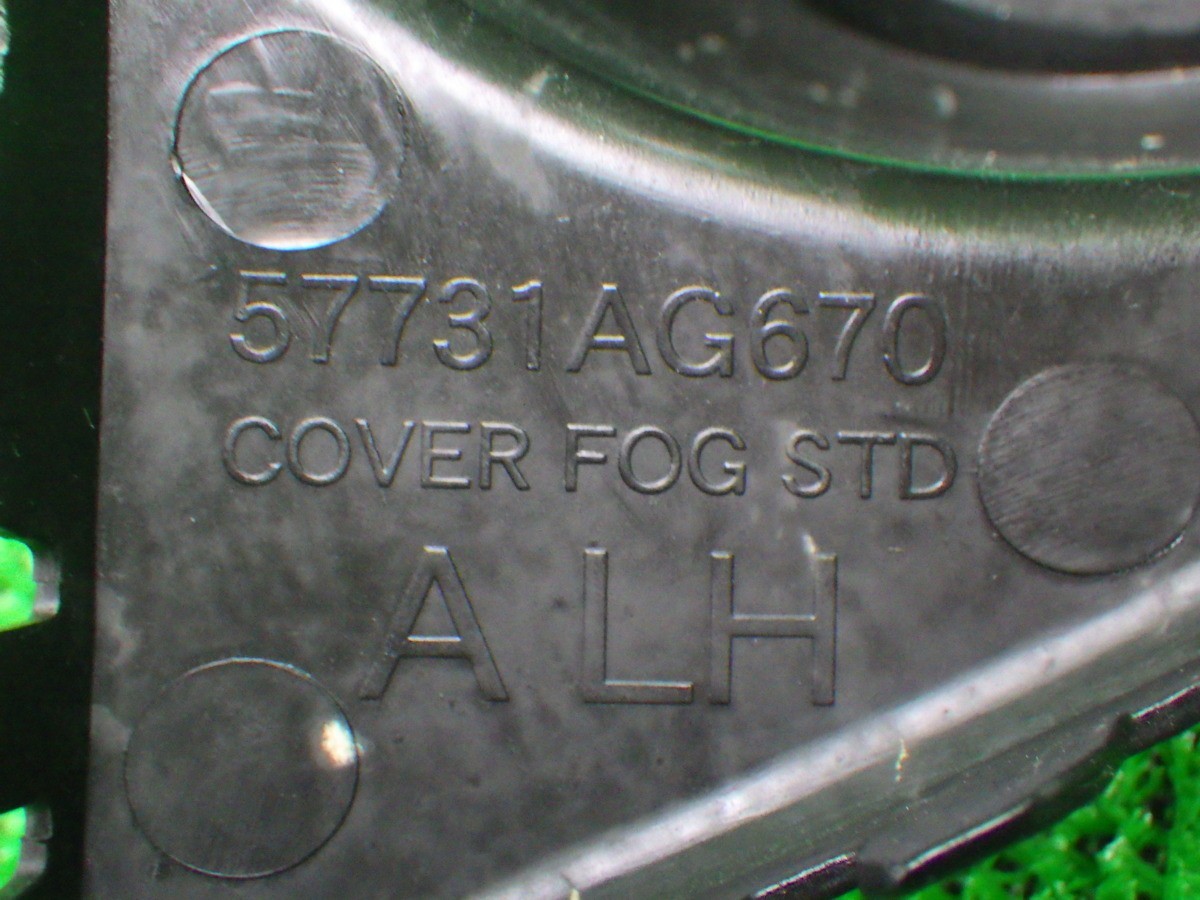 57731AG670
COVER FOG STD
A LH